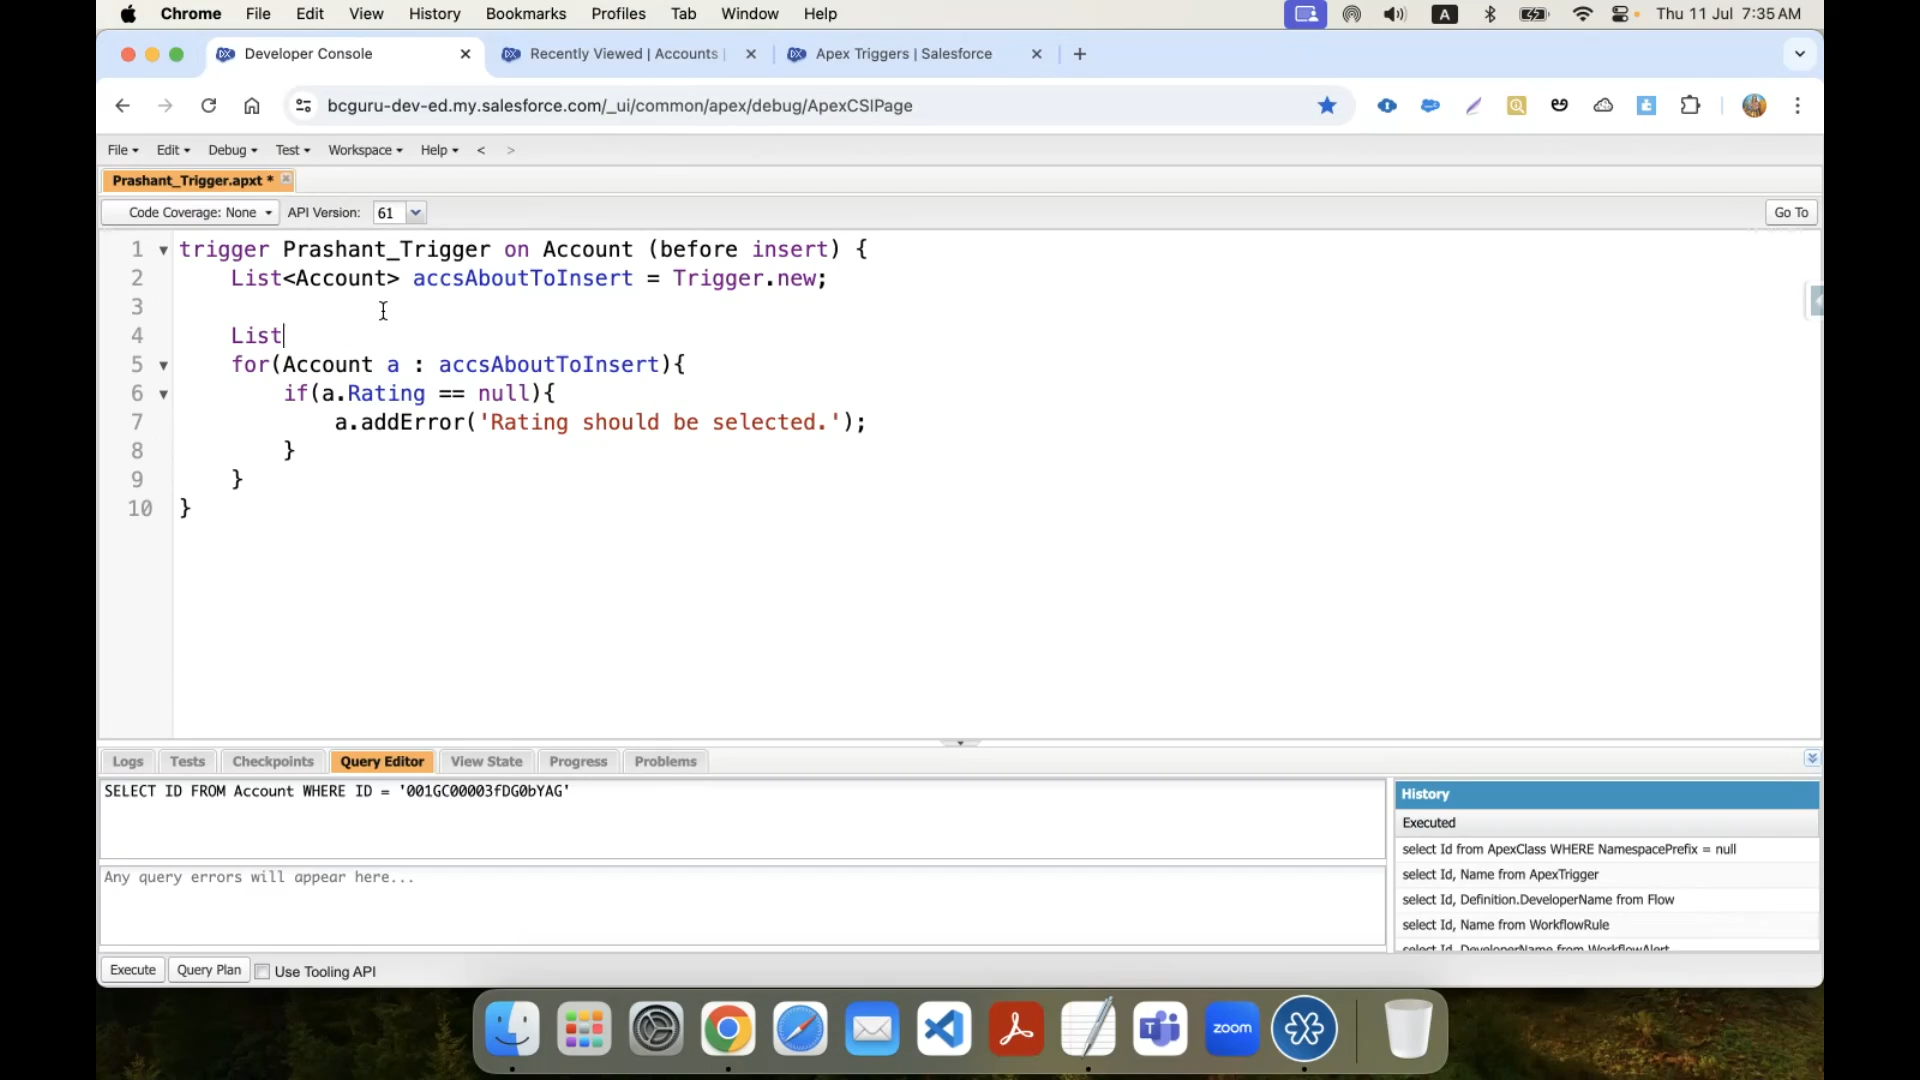 Chrome File Edit View History Bookmarks Profiles Tab Window Help A Thu 11 Jul 7:35 AM
Developer Console Recently Viewed | Accounts | Apex Triggers | Salesforce
bcguru-dev-ed.my.salesforce.com/_ui/common/apex/debug/ApexCSIPage
File Edit Debug Test Workspace Help < >
Prashant_Trigger.apxt *
Code Coverage: None API Version: 61 Go To
1 trigger Prashant_Trigger on Account (before insert) {
2 List<Account> accsAboutToInsert = Trigger.new;
3
4 List
5 for(Account a : accsAboutToInsert){
6 if(a.Rating == null){
7 a.addError('Rating should be selected.');
8 }
9 }
10 }
Logs Tests Checkpoints Query Editor View State Progress Problems
SELECT ID FROM Account WHERE ID = '001GC00003fDG0bYAG'
Any query errors will appear here...
History
Executed
select Id from ApexClass WHERE NamespacePrefix = null
select Id, Name from ApexTrigger
select Id, Definition.DeveloperName from Flow
select Id, Name from WorkflowRule
select Id, DeveloperName from WorkflowAlert
Execute Query Plan Use Tooling API
zoom